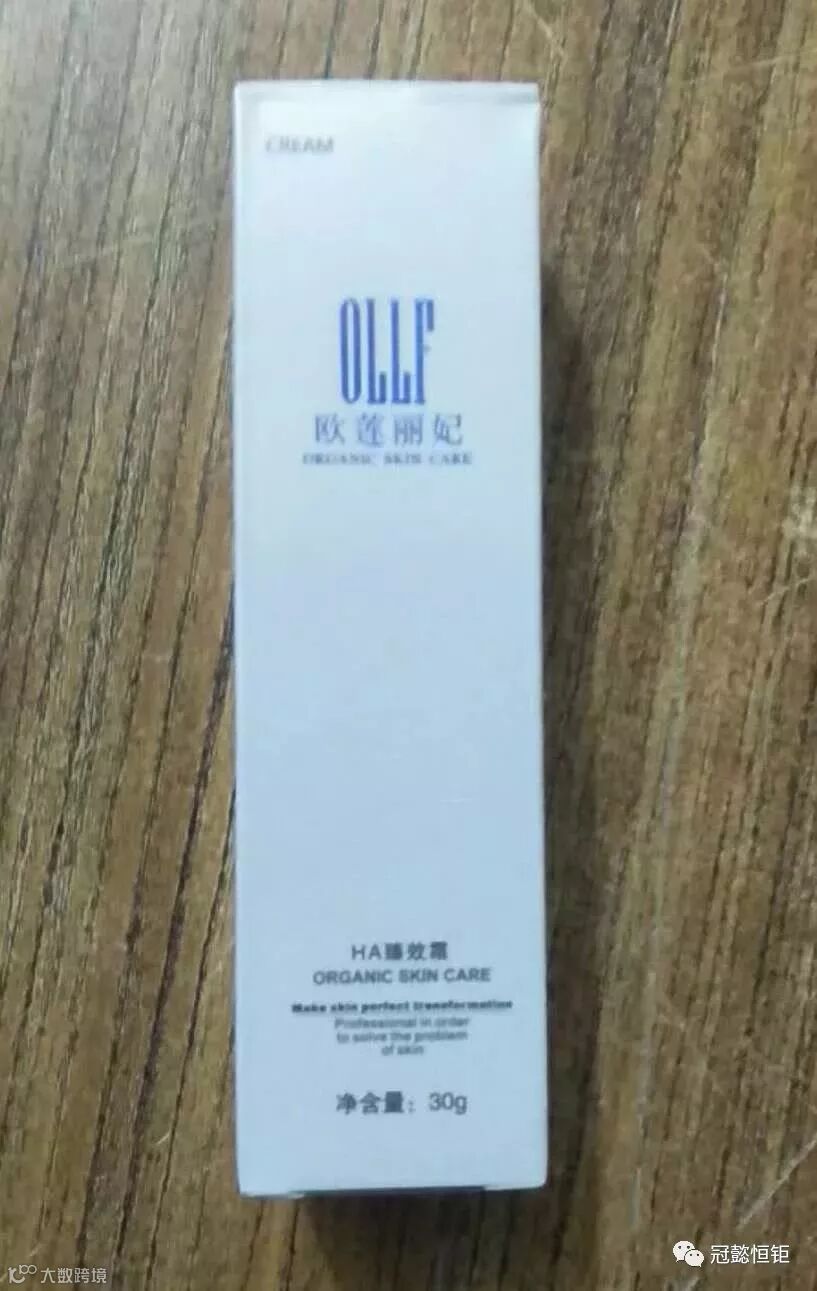 CREAM
OLLF
欧莲丽妃
ORGANIC SKIN CARE
HA臻效霜
ORGANIC SKIN CARE
Make skin perfect transformation
Professional in order
to solve the problem
of skin
净含量：30g
冠懿恒钜
大数跨境